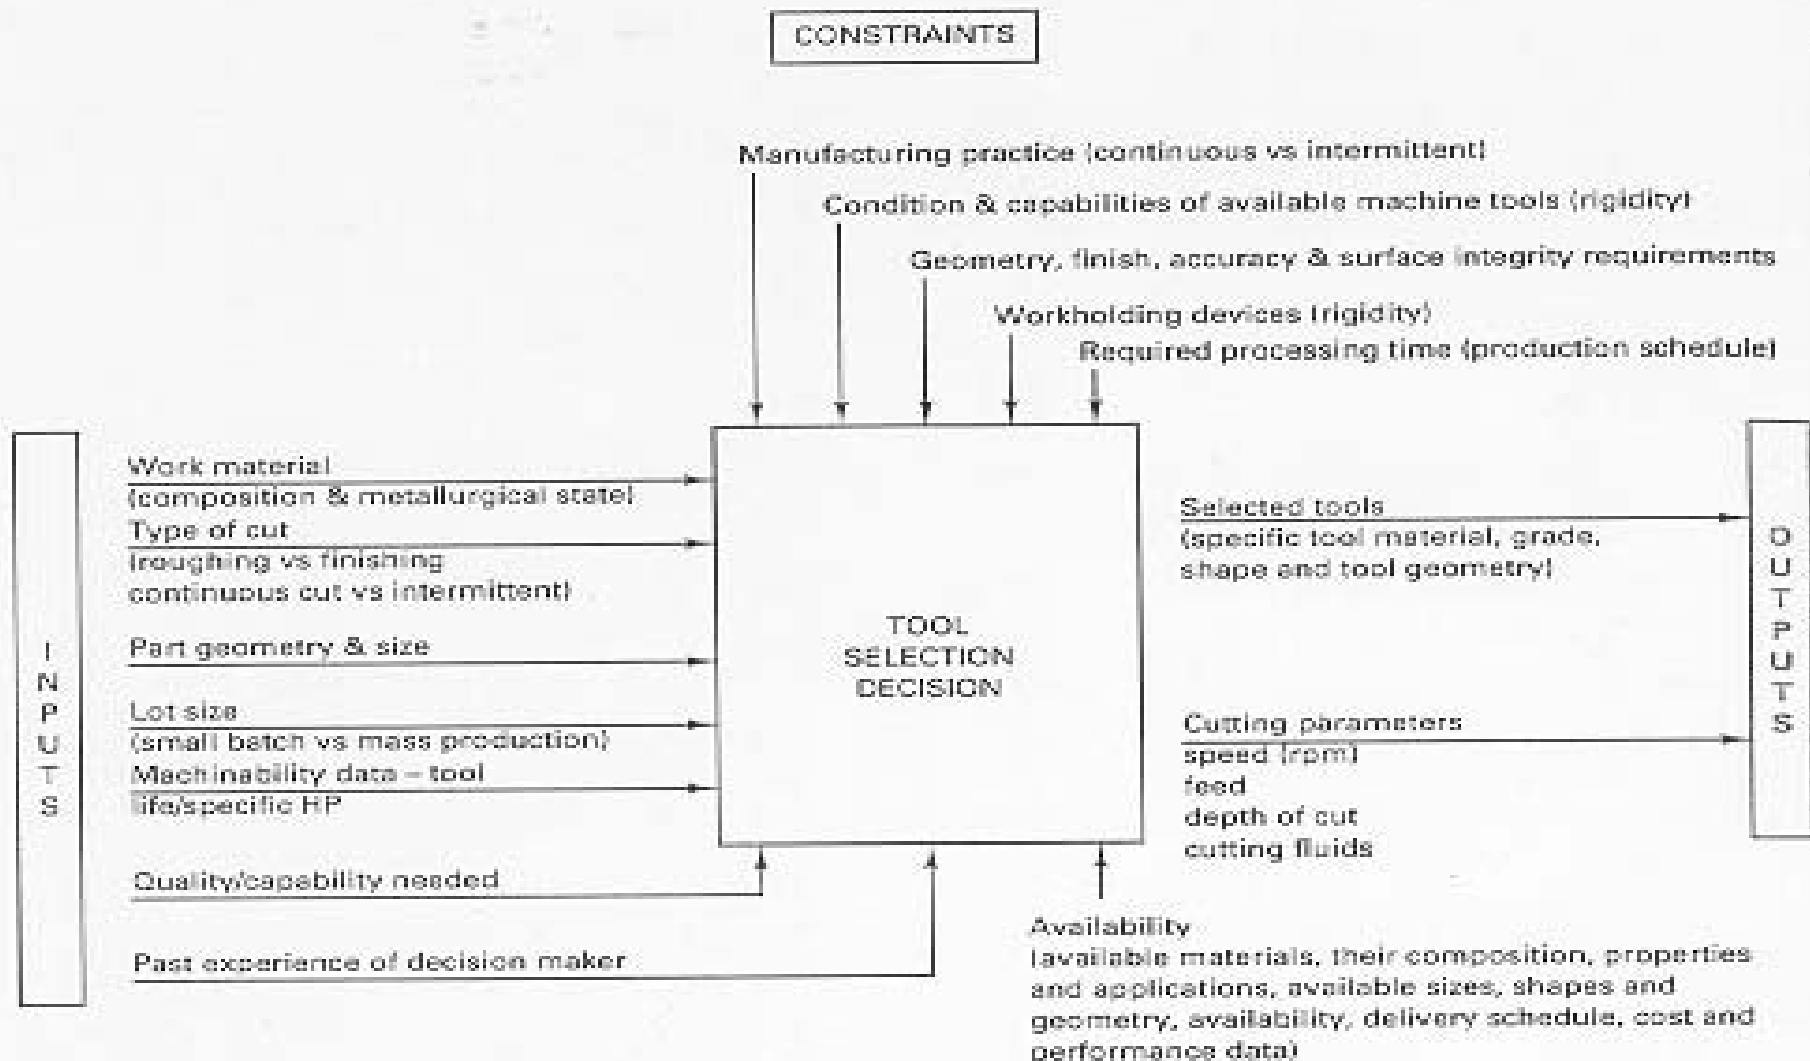 CONSTRAINTS
Manufacturing practice (continuous vs intermittent)
Condition & capabilities of available machine tools (rigidity)
Geometry, finish, accuracy & surface integrity requirements
Workholding devices (rigidity)
Required processing time (production schedule)
INPUTS
Work material
(composition & metallurgical state)
Type of cut
(roughing vs finishing
continuous cut vs intermittent)
Part geometry & size
Lot size
(small batch vs mass production)
Machinability data – tool
life/specific HP
Quality/capability needed
Past experience of decision maker
TOOL
SELECTION
DECISION
Selected tools
(specific tool material, grade,
shape and tool geometry)
Cutting parameters
speed (rpm)
feed
depth of cut
cutting fluids
OUTPUTS
Availability
(available materials, their composition, properties
and applications, available sizes, shapes and
geometry, availability, delivery schedule, cost and
performance data)